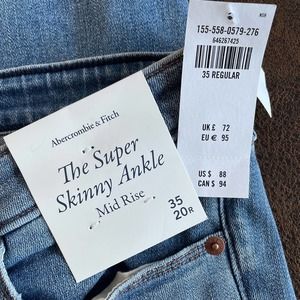 155-558-0579-276
646267425
35 REGULAR
UK £ 72
EU € 95
US $ 88
CAN $ 94
Abercrombie & Fitch
The Super
Skinny Ankle
Mid Rise
35
20R